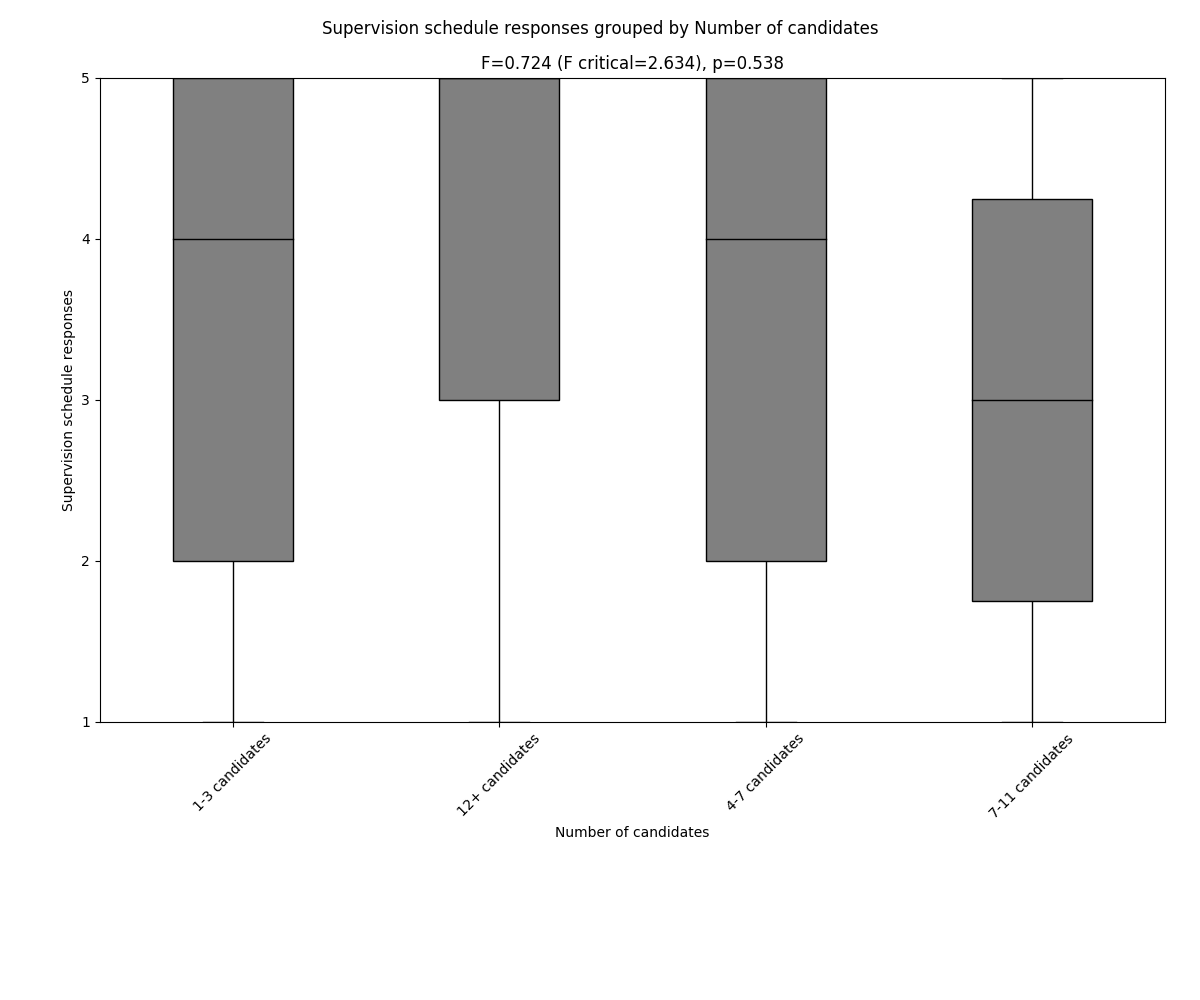 Supervision schedule responses grouped by Number of candidates
F=0.724 (F critical=2.634), p=0.538
5
4
3
2
1
Supervision schedule responses
1-3 candidates
12+ candidates
4-7 candidates
7-11 candidates
Number of candidates